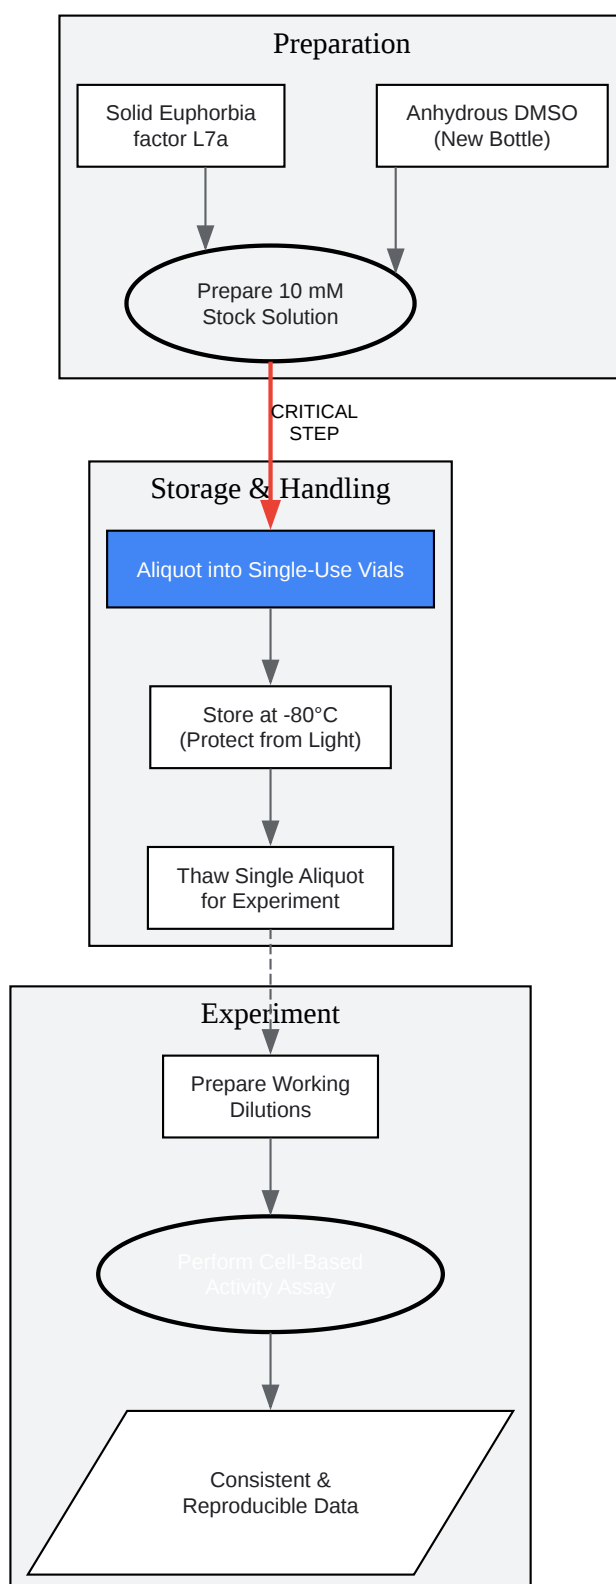 Preparation
Solid Euphorbia
factor L7a
Anhydrous DMSO
(New Bottle)
Prepare 10 mM
Stock Solution
CRITICAL
STEP
Storage & Handling
Aliquot into Single-Use Vials
Store at -80°C
(Protect from Light)
Thaw Single Aliquot
for Experiment
Experiment
Prepare Working
Dilutions
Perform Cell-Based
Activity Assay
Consistent &
Reproducible Data